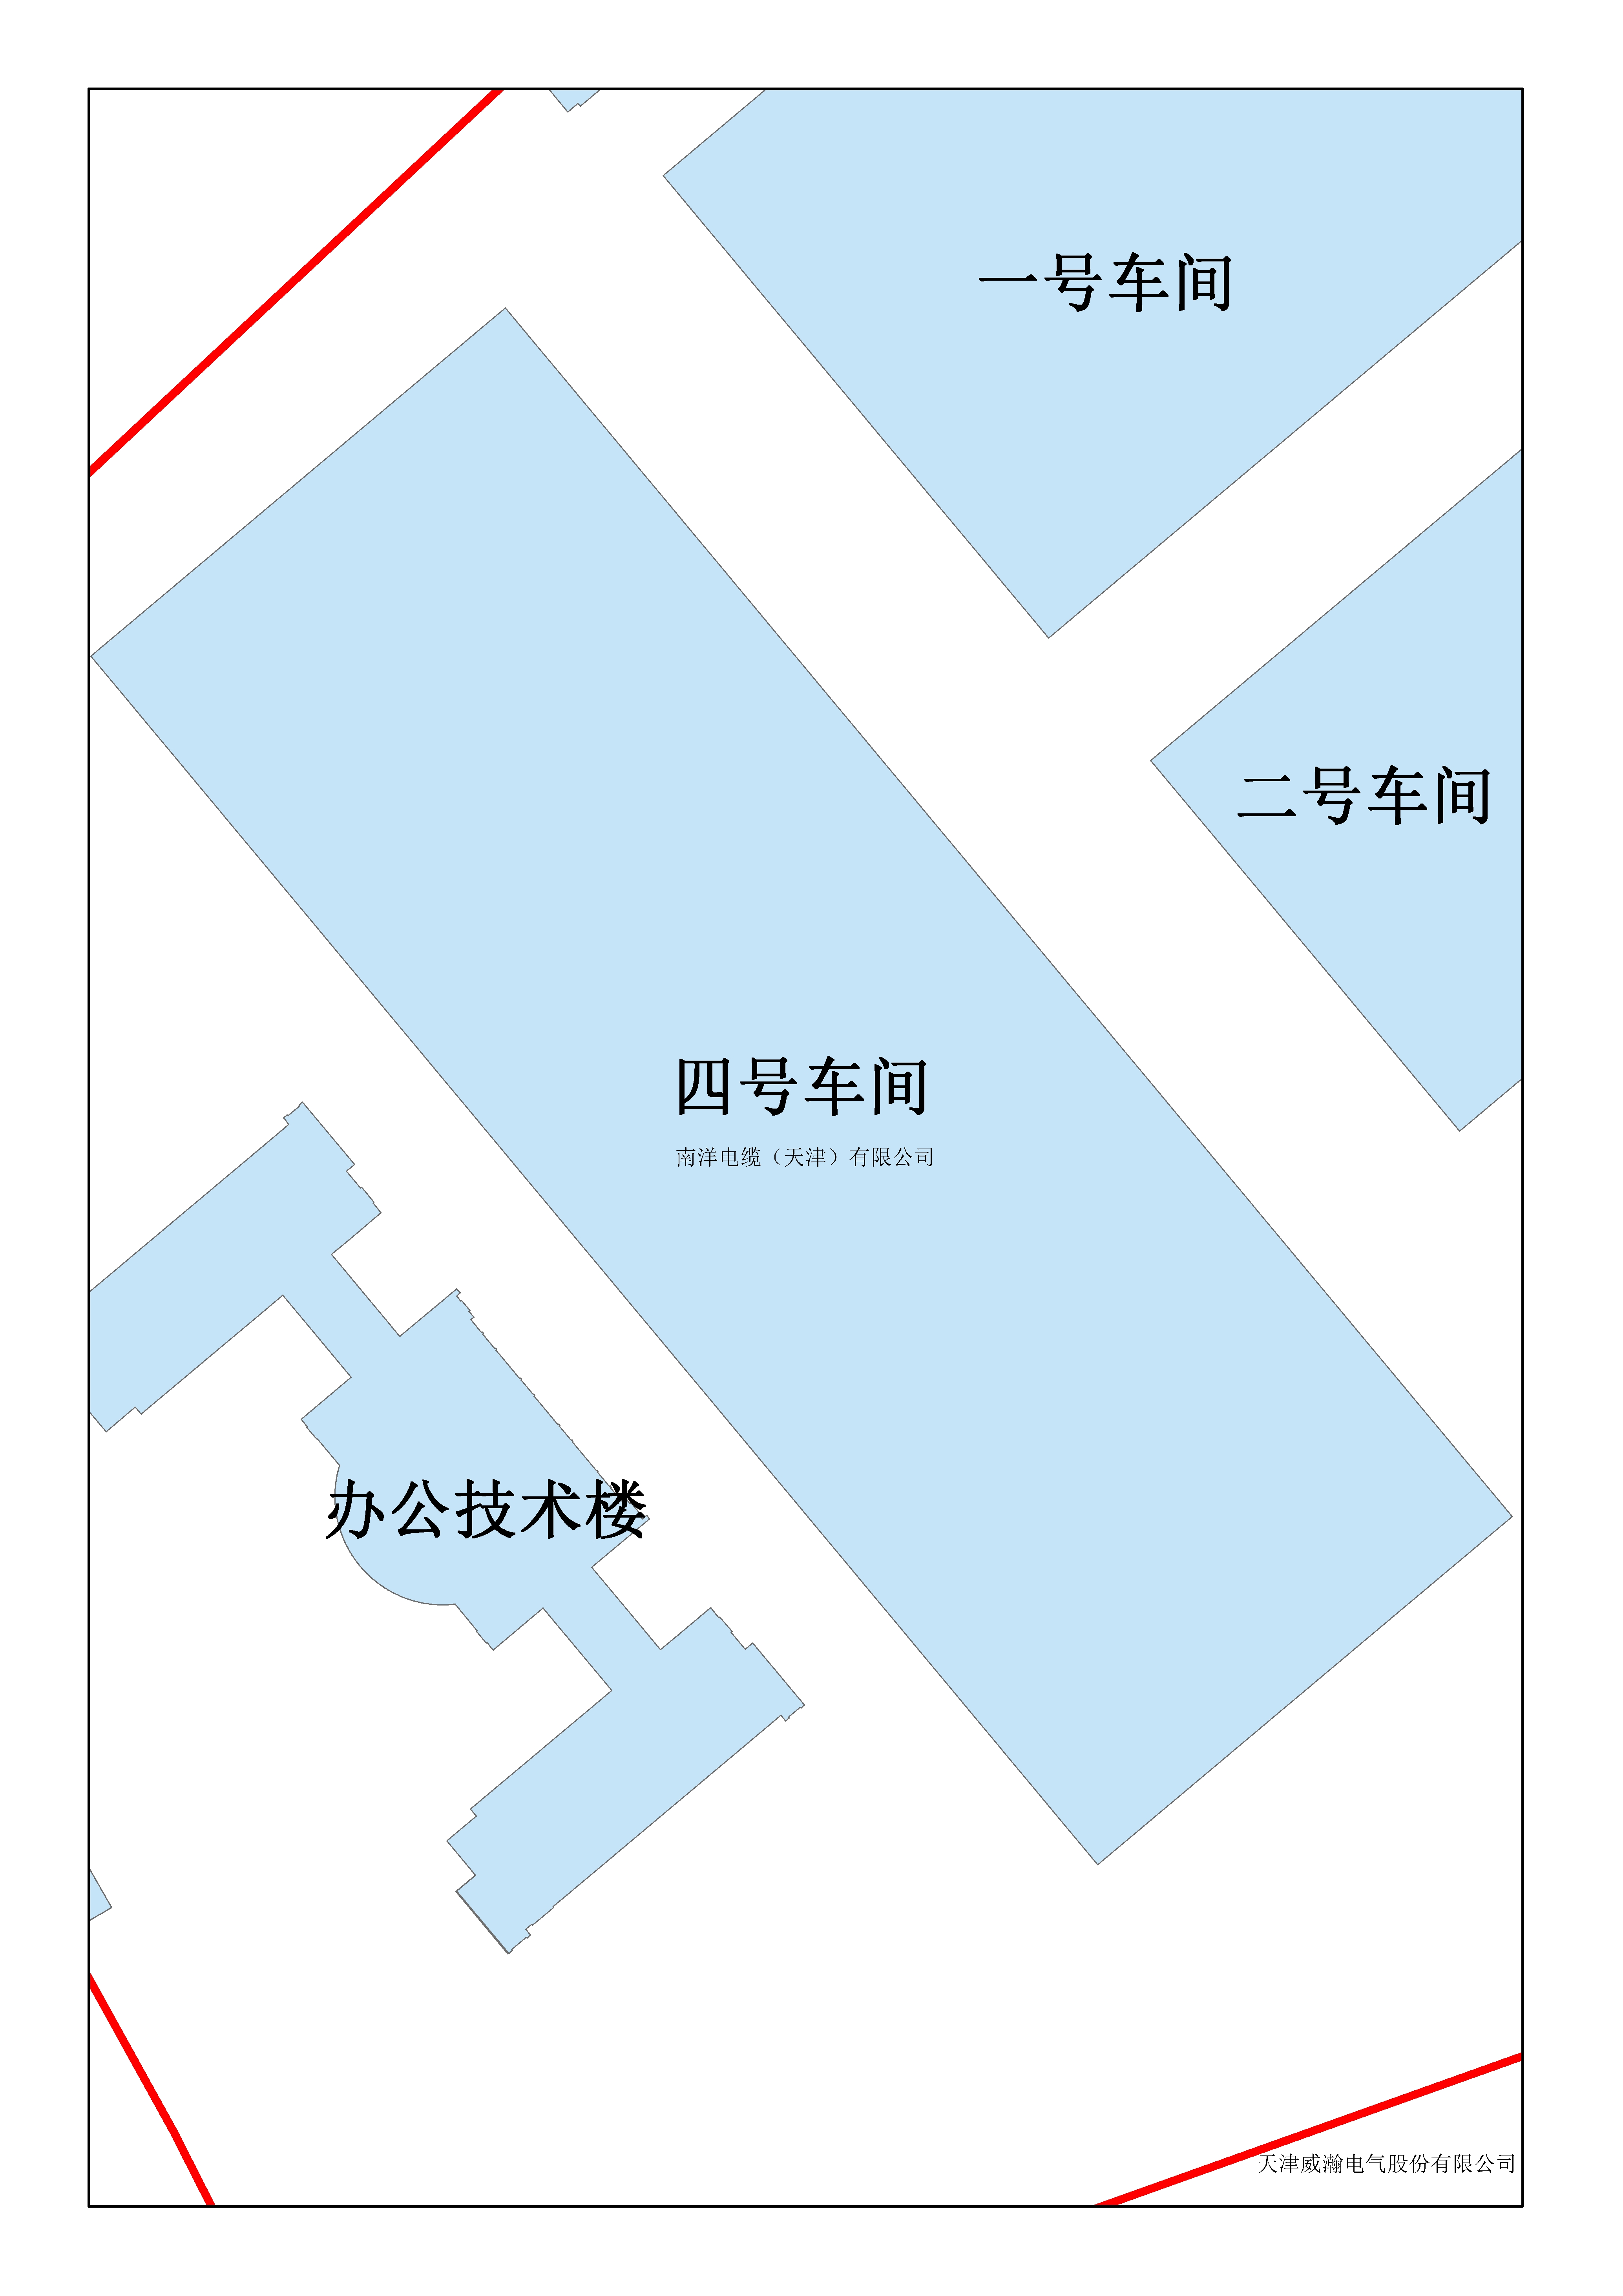 一号车间
二号车间
四号车间
南洋电缆（天津）有限公司
办公技术楼
天津威瀚电气股份有限公司